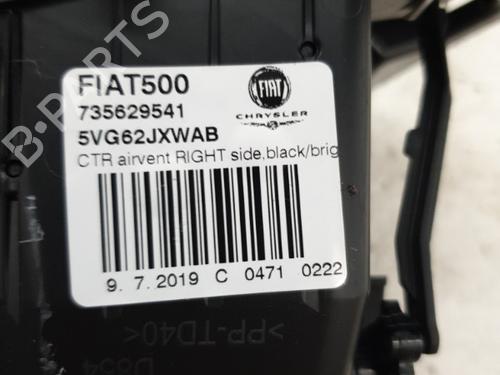 B-PARTS
FIAT500
735629541
5VG62JXWAB
FIAT
CHRYSLER
CTR airvent RIGHT side,black/brig
9. 7. 2019 C 0471 0222
>PP-TD40<